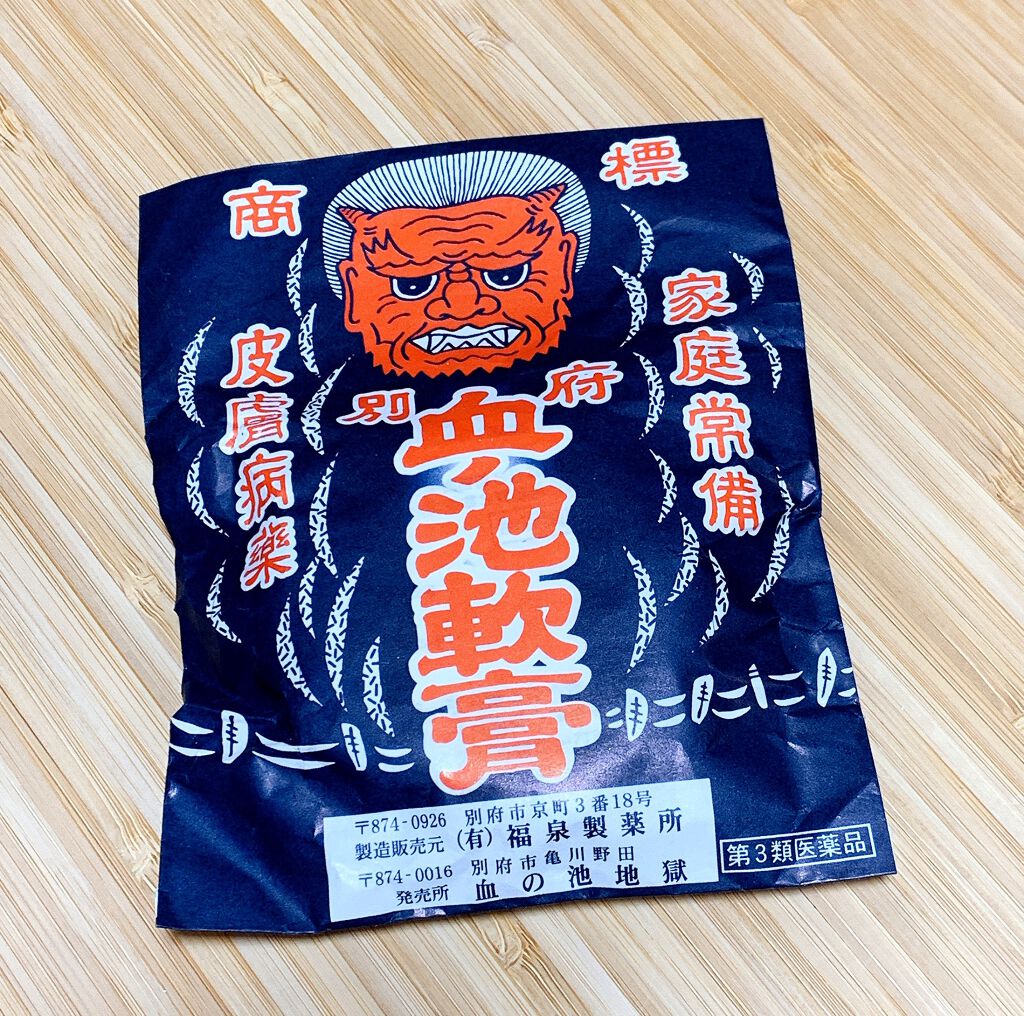 商標
家庭常備
別府
血ノ池軟膏
皮膚病薬
〒874-0926 別府市京町3番18号
製造販売元 (有)福泉製薬所
〒874-0016 別府市亀川野田
発売所 血の池地獄
第3類医薬品